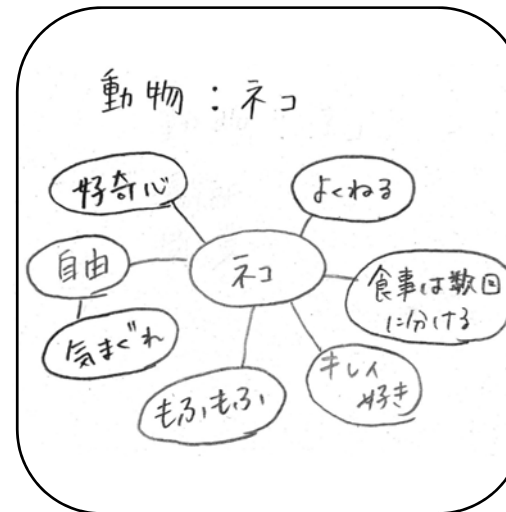 動物：ネコ
好奇心
よくねる
自由
ネコ
食事は数回
に分ける
気まぐれ
キレイ
好き
もふもふ